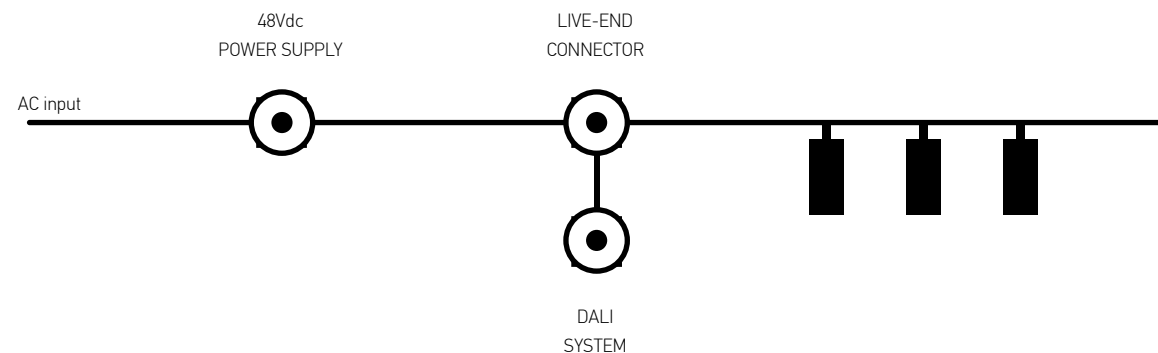 48Vdc
POWER SUPPLY
LIVE-END
CONNECTOR
AC input
DALI
SYSTEM